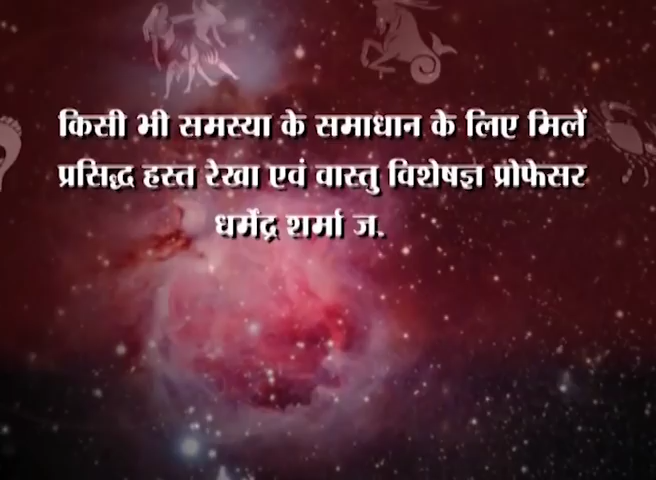 किसी भी समस्या के समाधान के लिए मिलें
प्रसिद्ध हस्त रेखा एवं वास्तु विशेषज्ञ प्रोफेसर
धर्मेंद्र शर्मा ज.